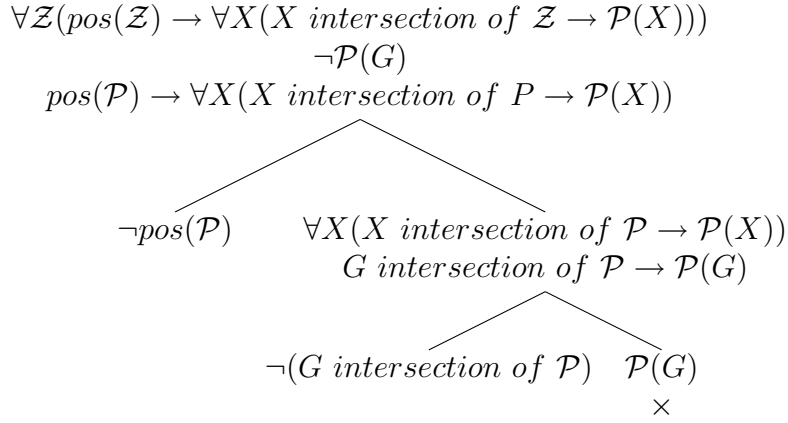 ∀𝒵(pos(𝒵) → ∀X(X intersection of 𝒵 → 𝒫(X)))
¬𝒫(G)
pos(𝒫) → ∀X(X intersection of P → 𝒫(X))
¬pos(𝒫) ∀X(X intersection of 𝒫 → 𝒫(X))
G intersection of 𝒫 → 𝒫(G)
¬(G intersection of 𝒫) 𝒫(G)
×